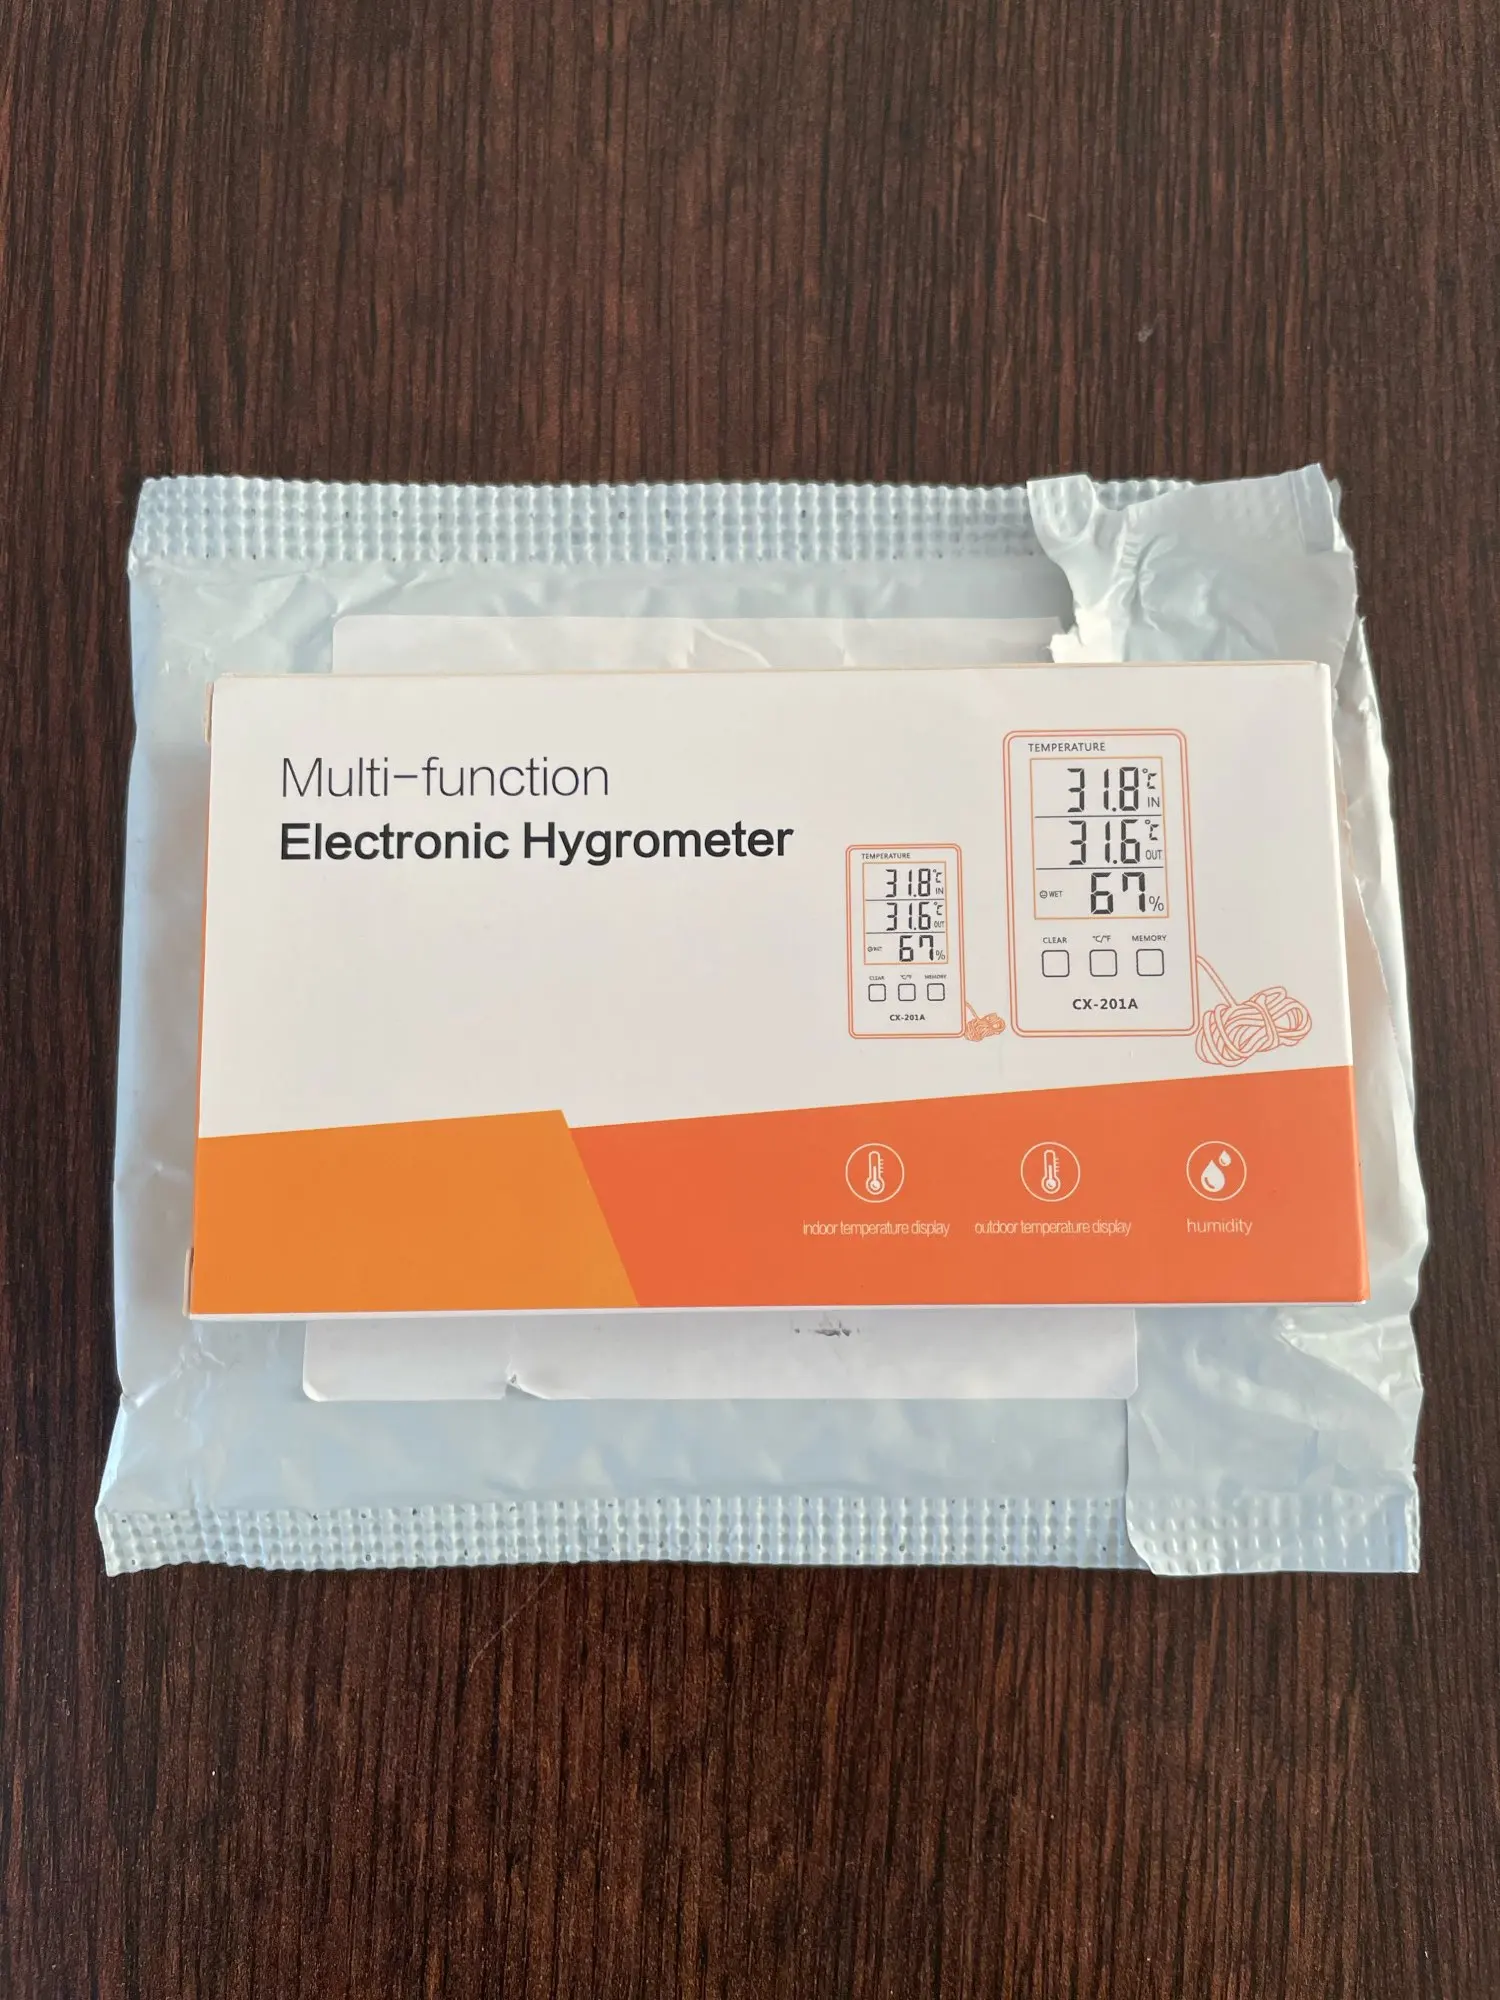 Multi-function
Electronic Hygrometer
TEMPERATURE
31.8°C
IN
31.6°C
OUT
WET 67%
CLEAR °C/°F MEMORY
CX-201A
TEMPERATURE
31.8°C
IN
31.6°C
OUT
WET 67%
CLEAR °C/°F MEMORY
CX-201A
indoor temperature display
outdoor temperature display
humidity